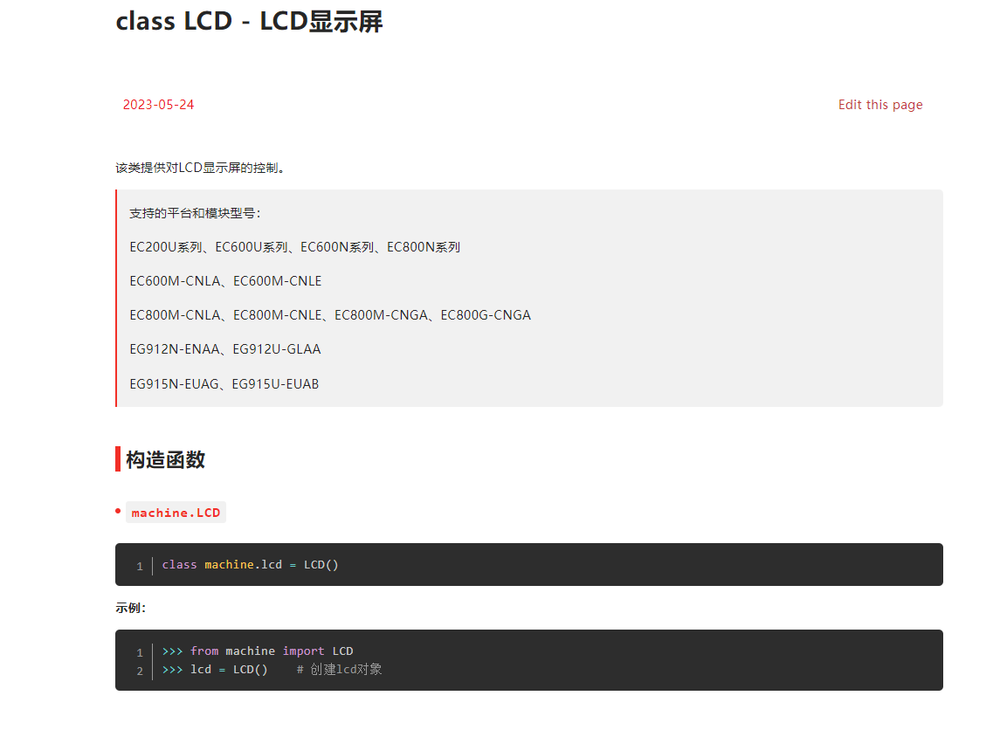 class LCD - LCD显示屏
2023-05-24
Edit this page
该类提供对LCD显示屏的控制。
支持的平台和模块型号：
EC200U系列、EC600U系列、EC600N系列、EC800N系列
EC600M-CNLA、EC600M-CNLE
EC800M-CNLA、EC800M-CNLE、EC800M-CNGA、EC800G-CNGA
EG912N-ENAA、EG912U-GLAA
EG915N-EUAG、EG915U-EUAB
构造函数
• machine.LCD
1 class machine.lcd = LCD()
示例：
1 >>> from machine import LCD
2 >>> lcd = LCD()    # 创建lcd对象